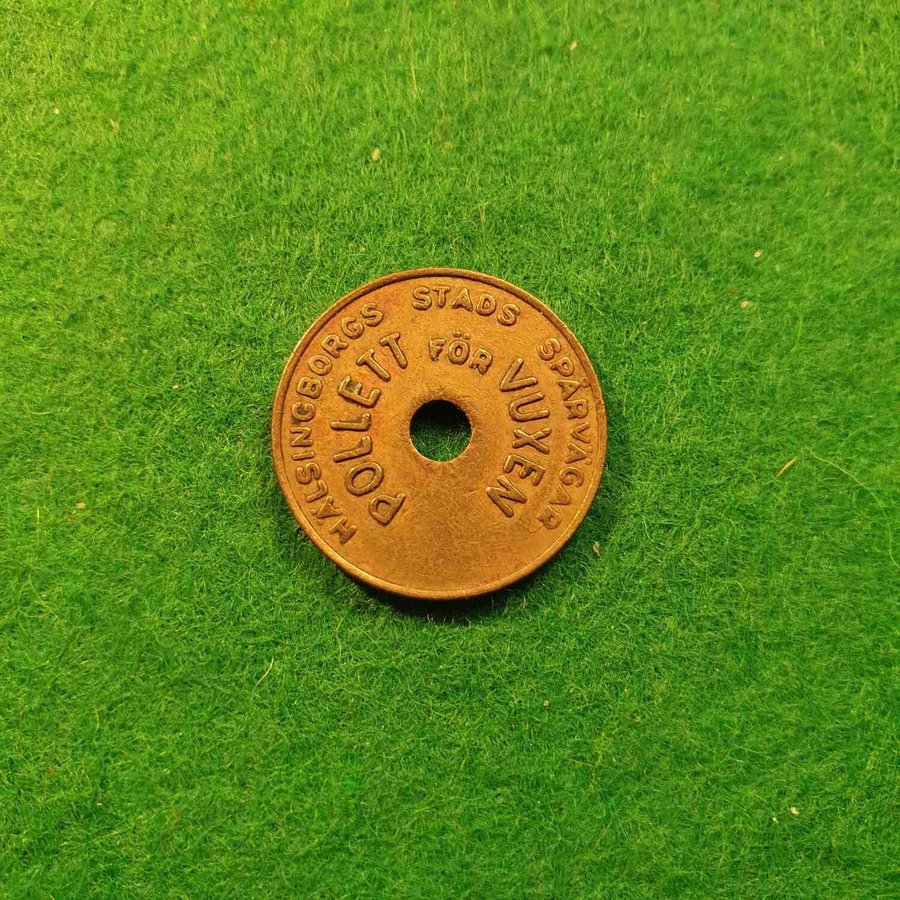 HÄLSINGBORGS STADS SPÅRVÄGAR
POLLETT FÖR VUXEN